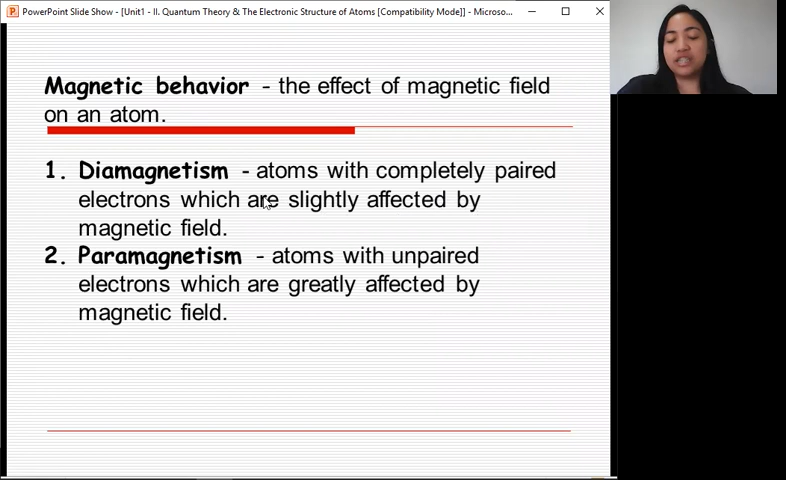 PowerPoint Slide Show - [Unit1 - II. Quantum Theory & The Electronic Structure of Atoms [Compatibility Mode]] - Microso...
Magnetic behavior - the effect of magnetic field
on an atom.
1. Diamagnetism - atoms with completely paired
electrons which are slightly affected by
magnetic field.
2. Paramagnetism - atoms with unpaired
electrons which are greatly affected by
magnetic field.